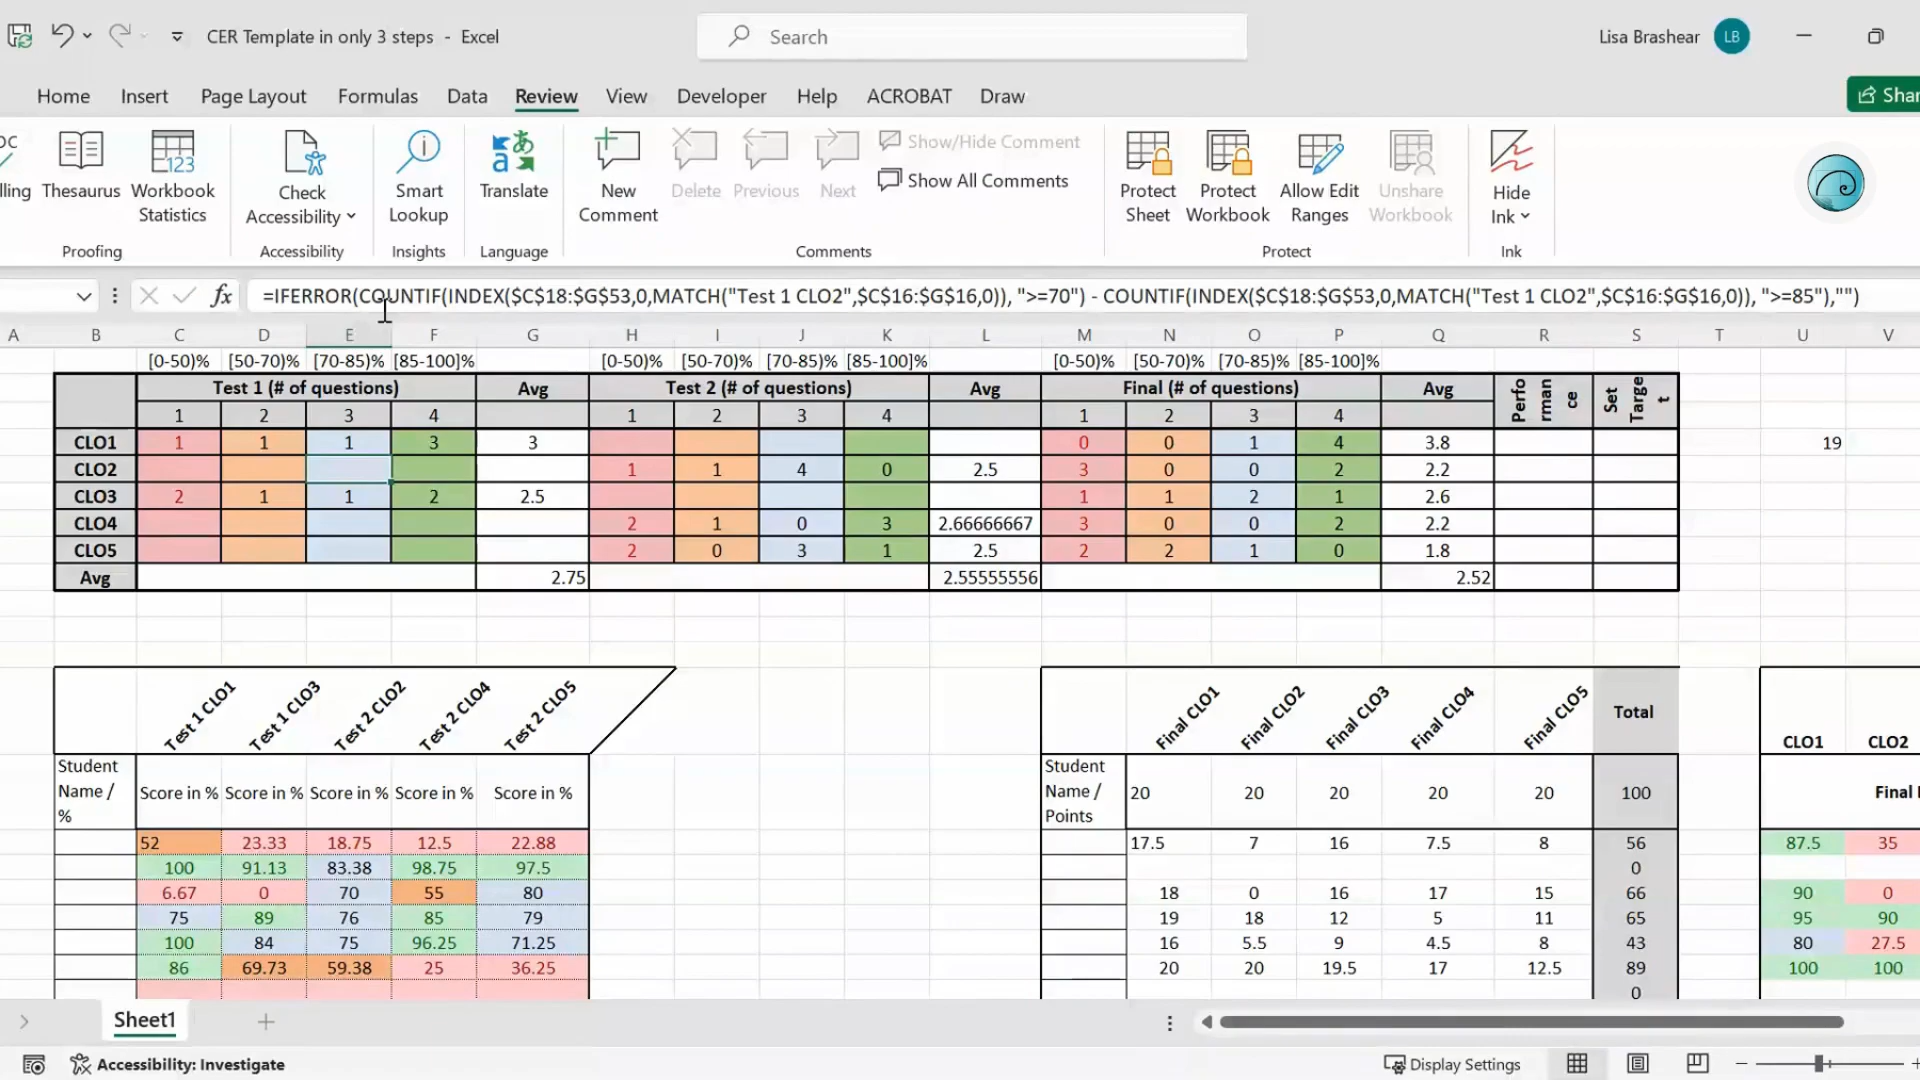 CER Template in only 3 steps - Excel
Search
Lisa Brashear LB
Home Insert Page Layout Formulas Data Review View Developer Help ACROBAT Draw
Thesaurus
Workbook
Statistics
Check
Accessibility
Smart
Lookup
Translate
New
Comment
Delete
Previous
Next
Show/Hide Comment
Show All Comments
Protect
Sheet
Protect
Workbook
Allow Edit
Ranges
Unshare
Workbook
Hide
Ink
Proofing Accessibility Insights Language Comments Protect Ink
fx =IFERROR(COUNTIF(INDEX($C$18:$G$53,0,MATCH("Test 1 CLO2",$C$16:$G$16,0)), ">=70") - COUNTIF(INDEX($C$18:$G$53,0,MATCH("Test 1 CLO2",$C$16:$G$16,0)), ">=85"),"")
A B C D E F G H I J K L M N O P Q R S T U V
[0-50)% [50-70)% [70-85)% [85-100]% [0-50)% [50-70)% [70-85)% [85-100]% [0-50)% [50-70)% [70-85)% [85-100]%
Test 1 (# of questions) Avg Test 2 (# of questions) Avg Final (# of questions) Avg
Perfo
rman
ce
Set
Targe
t
1 2 3 4 1 2 3 4 1 2 3 4
CLO1 1 1 1 3 3 0 0 1 4 3.8 19
CLO2 1 1 4 0 2.5 3 0 0 2 2.2
CLO3 2 1 1 2 2.5 1 1 2 1 2.6
CLO4 2 1 0 3 2.66666667 3 0 0 2 2.2
CLO5 2 0 3 1 2.5 2 2 1 0 1.8
Avg 2.75 2.55555556 2.52
Test 1 CLO1 Test 1 CLO3 Test 2 CLO2 Test 2 CLO4 Test 2 CLO5 Final CLO1 Final CLO2 Final CLO3 Final CLO4 Final CLO5 Total CLO1 CLO2
Student
Name /
%
Score in % Score in % Score in % Score in % Score in %
Student
Name /
Points
20 20 20 20 20 100 Final
52 23.33 18.75 12.5 22.88 17.5 7 16 7.5 8 56 87.5 35
100 91.13 83.38 98.75 97.5 0
6.67 0 70 55 80 18 0 16 17 15 66 90 0
75 89 76 85 79 19 18 12 5 11 65 95 90
100 84 75 96.25 71.25 16 5.5 9 4.5 8 43 80 27.5
86 69.73 59.38 25 36.25 20 20 19.5 17 12.5 89 100 100
0
Sheet1
Accessibility: Investigate
Display Settings